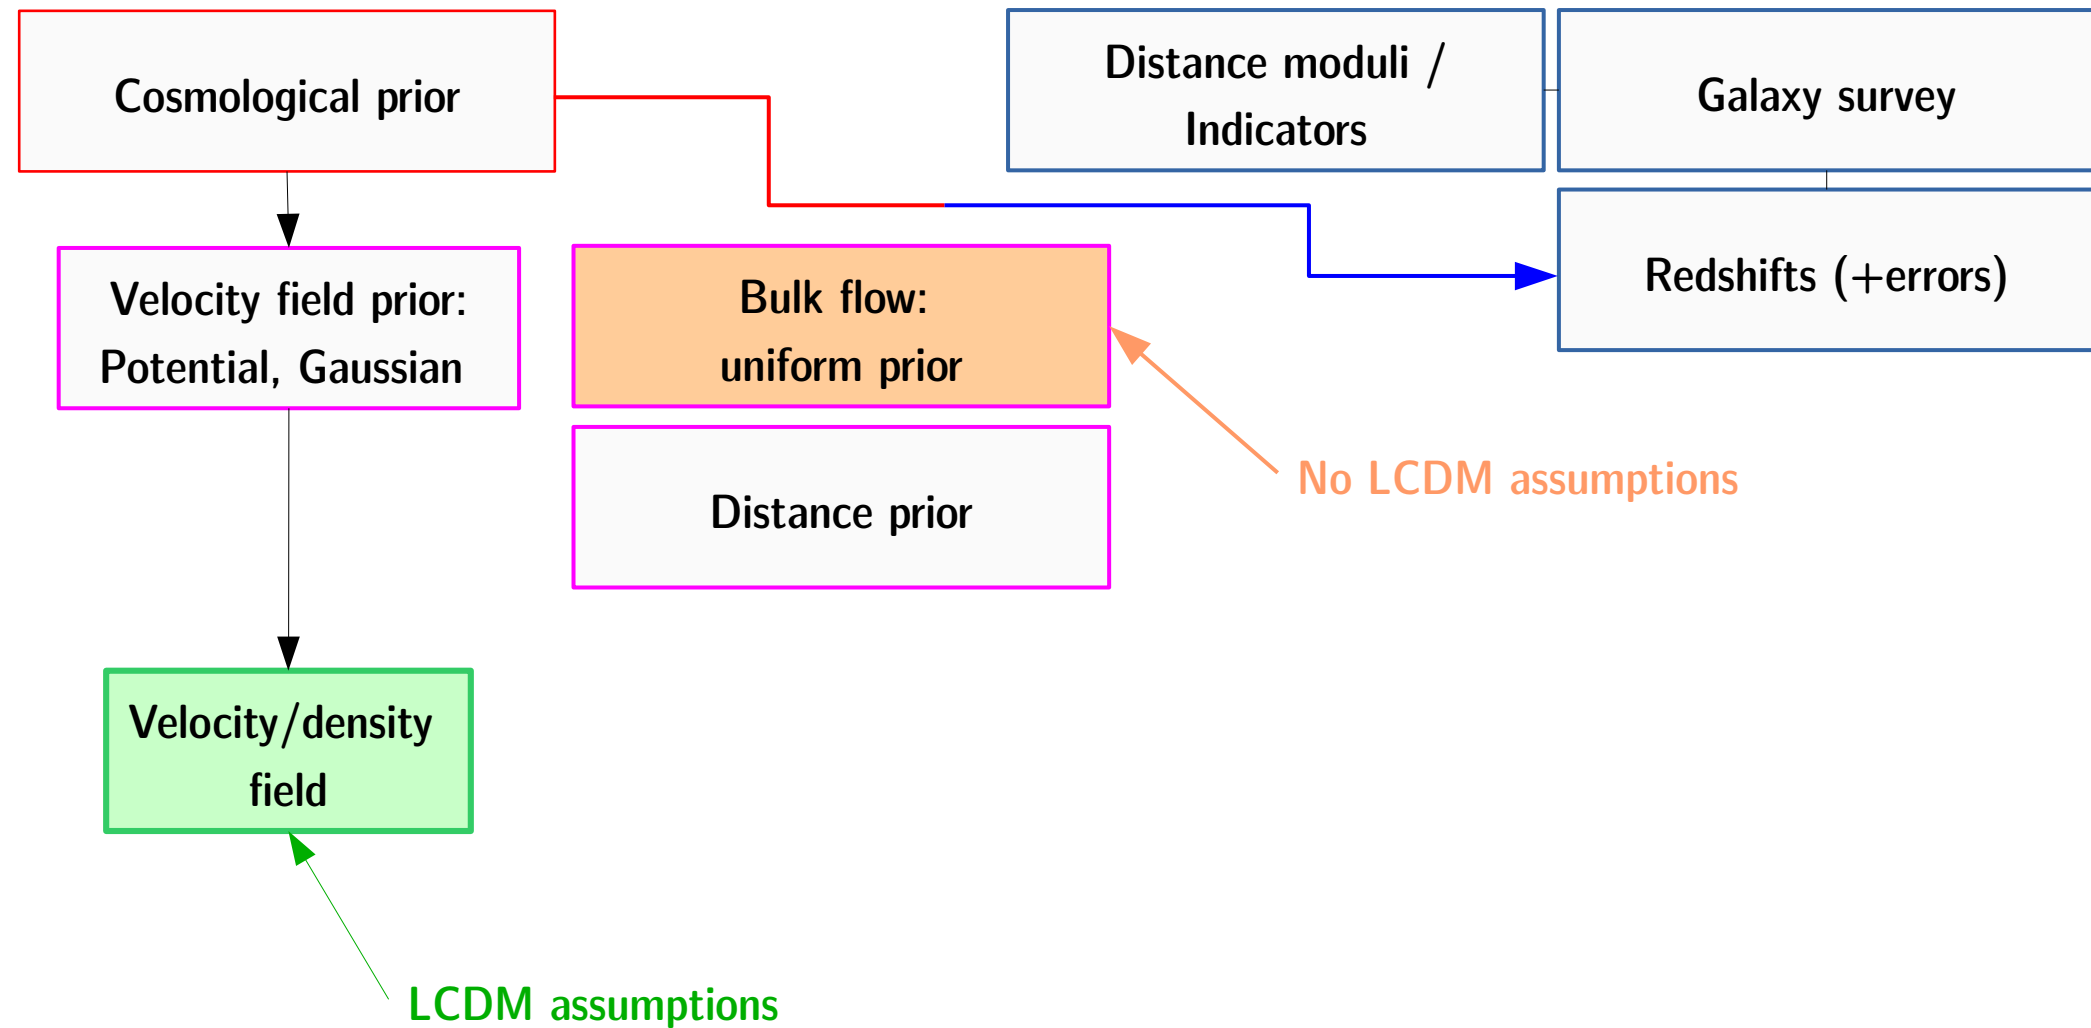 Cosmological prior
Distance moduli /
Indicators
Galaxy survey
Velocity field prior:
Potential, Gaussian
Bulk flow:
uniform prior
Redshifts (+errors)
No LCDM assumptions
Distance prior
Velocity/density
field
LCDM assumptions